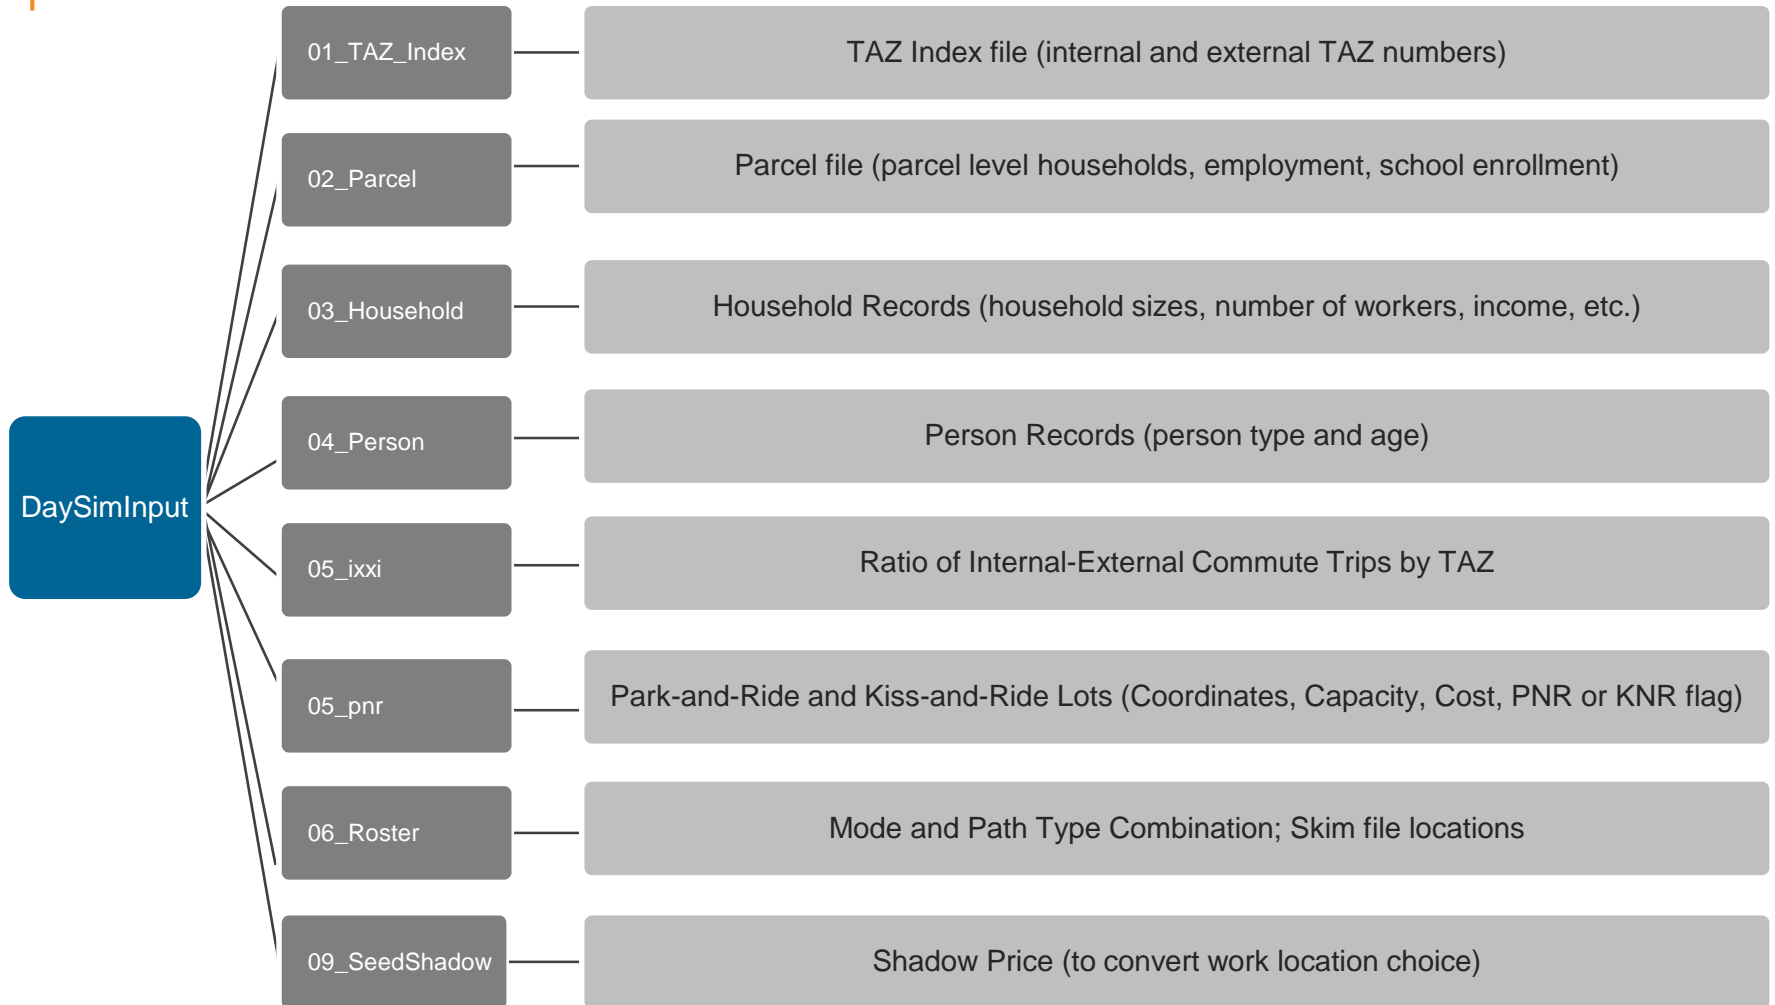 01_TAZ_Index
TAZ Index file (internal and external TAZ numbers)
02_Parcel
Parcel file (parcel level households, employment, school enrollment)
03_Household
Household Records (household sizes, number of workers, income, etc.)
04_Person
Person Records (person type and age)
DaySimInput
05_ixxi
Ratio of Internal-External Commute Trips by TAZ
05_pnr
Park-and-Ride and Kiss-and-Ride Lots (Coordinates, Capacity, Cost, PNR or KNR flag)
06_Roster
Mode and Path Type Combination; Skim file locations
09_SeedShadow
Shadow Price (to convert work location choice)